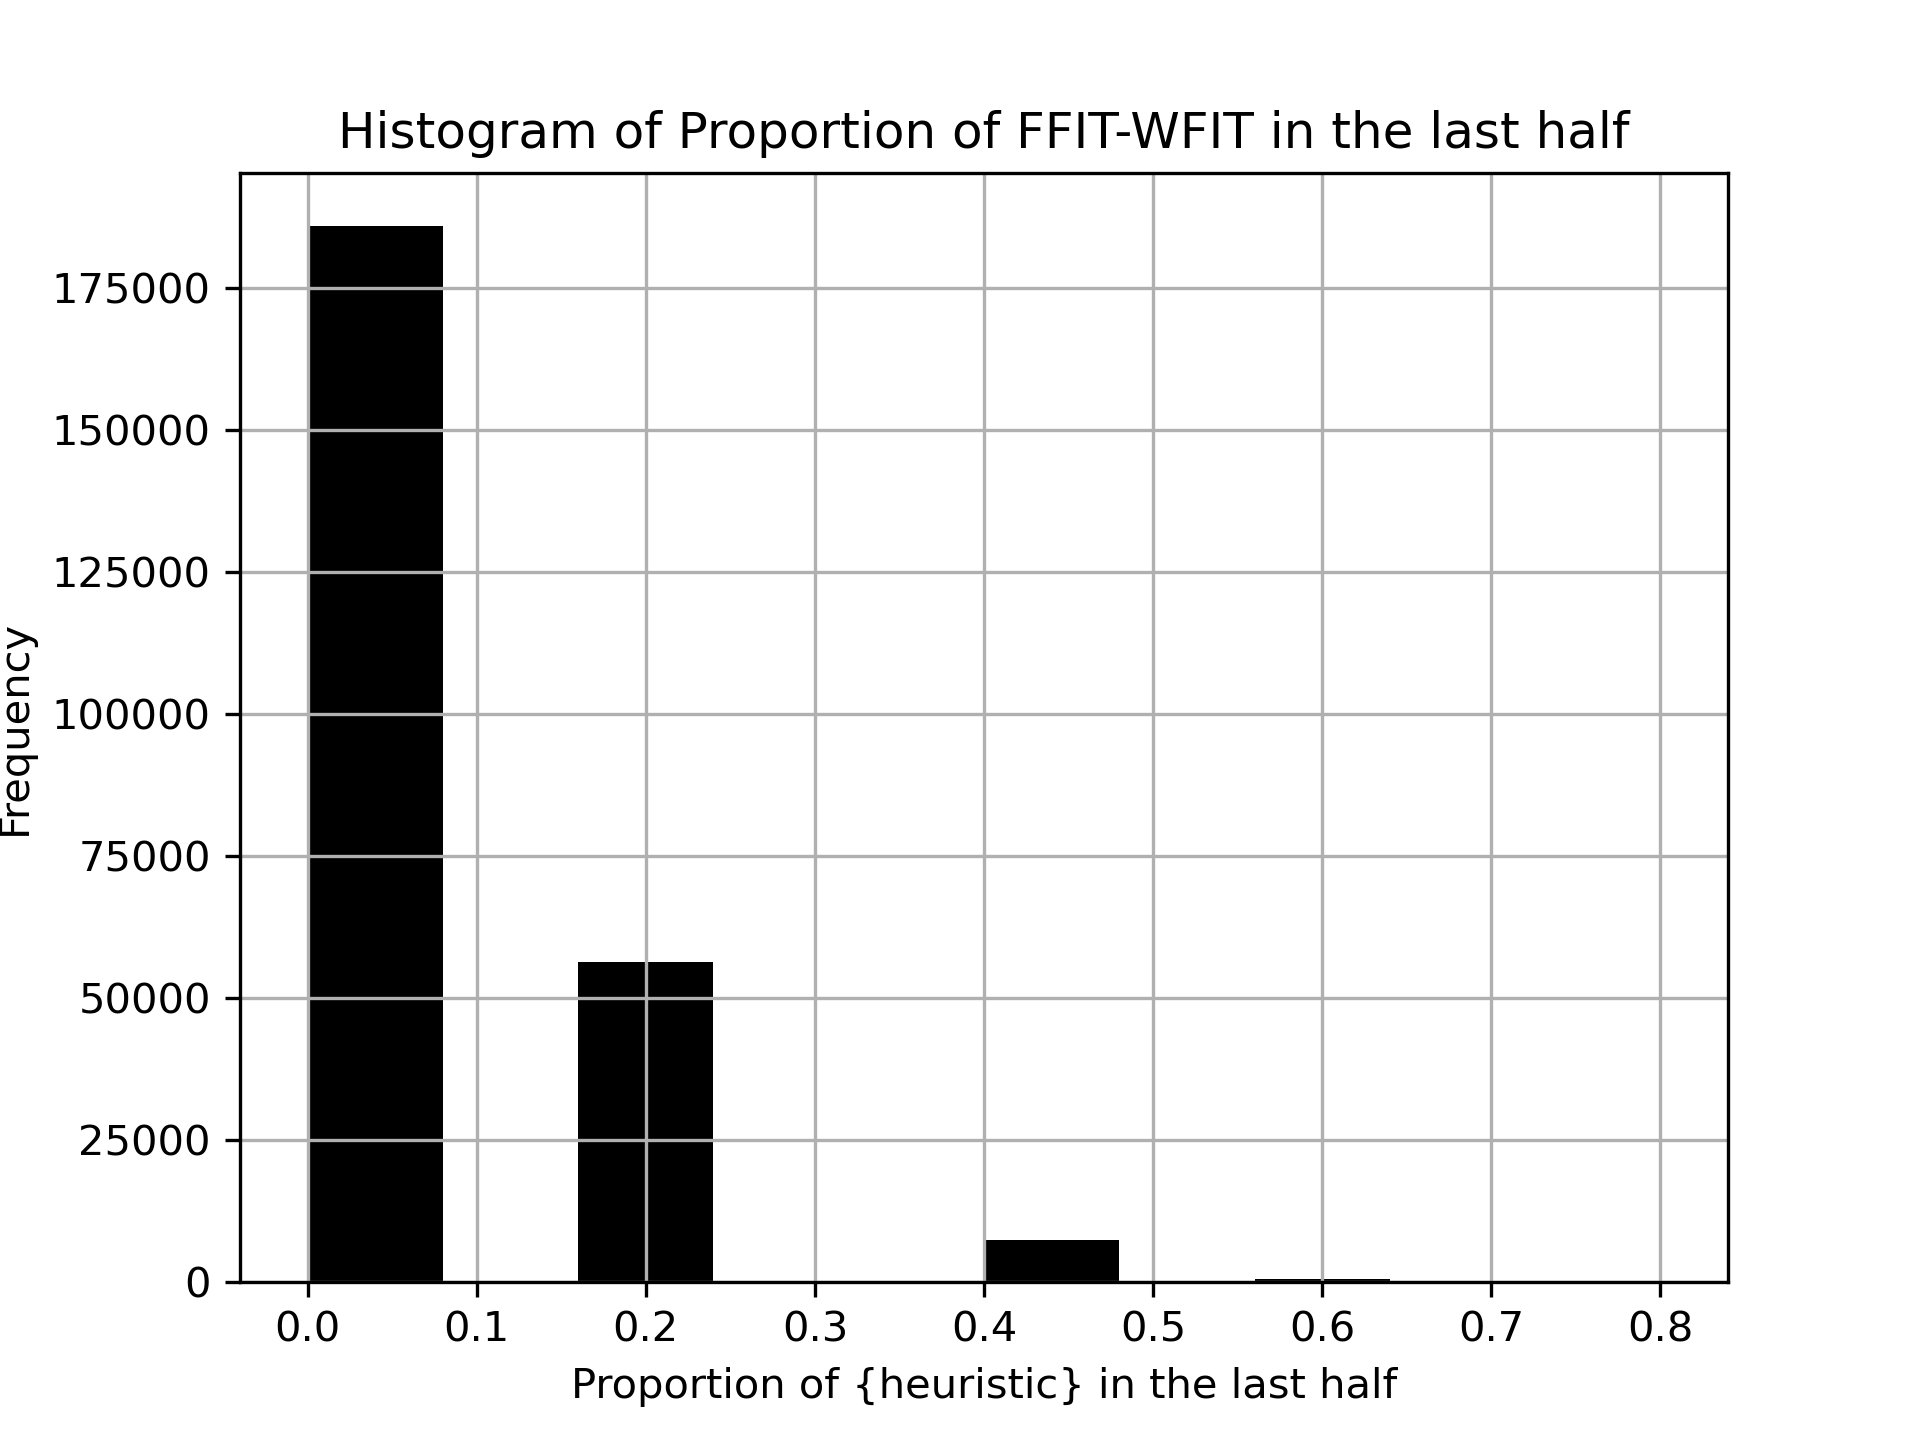 Histogram of Proportion of FFIT-WFIT in the last half
175000
150000
125000
100000
75000
50000
25000
0
Frequency
0.0 0.1 0.2 0.3 0.4 0.5 0.6 0.7 0.8
Proportion of {heuristic} in the last half